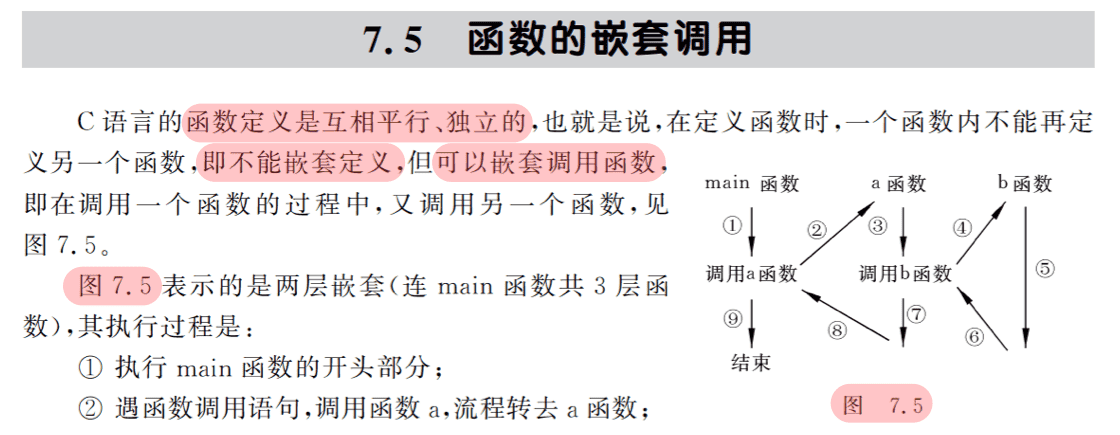 7.5 函数的嵌套调用
C 语言的函数定义是互相平行、独立的,也就是说,在定义函数时,一个函数内不能再定
义另一个函数,即不能嵌套定义,但可以嵌套调用函数,
即在调用一个函数的过程中,又调用另一个函数,见
图 7.5。
图 7.5 表示的是两层嵌套(连 main 函数共 3 层函
数),其执行过程是:
① 执行 main 函数的开头部分;
② 遇函数调用语句,调用函数 a,流程转去 a 函数;
main 函数 a 函数 b 函数
① ② ③ ④
调用a函数 调用b函数 ⑤
⑨ ⑧ ⑦ ⑥
结束
图 7.5